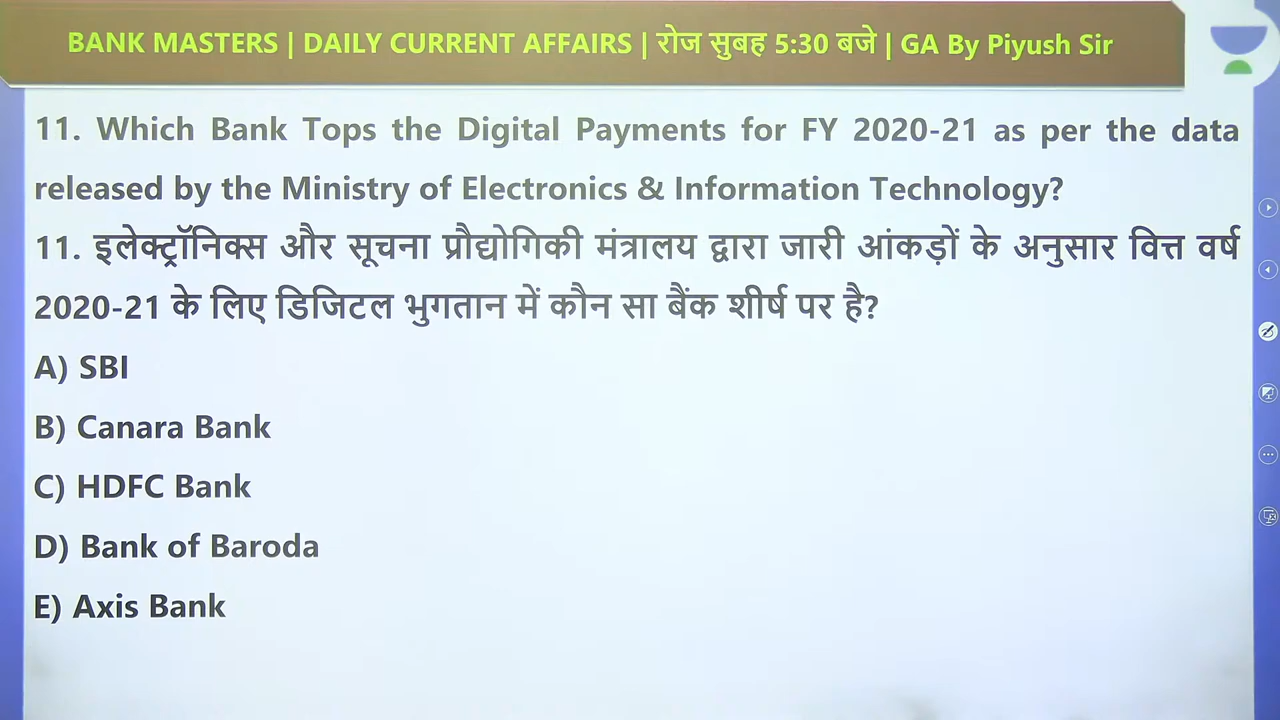 BANK MASTERS | DAILY CURRENT AFFAIRS | रोज सुबह 5:30 बजे | GA By Piyush Sir
11. Which Bank Tops the Digital Payments for FY 2020-21 as per the data
released by the Ministry of Electronics & Information Technology?
11. इलेक्ट्रॉनिक्स और सूचना प्रौद्योगिकी मंत्रालय द्वारा जारी आंकड़ों के अनुसार वित्त वर्ष
2020-21 के लिए डिजिटल भुगतान में कौन सा बैंक शीर्ष पर है?
A) SBI
B) Canara Bank
C) HDFC Bank
D) Bank of Baroda
E) Axis Bank